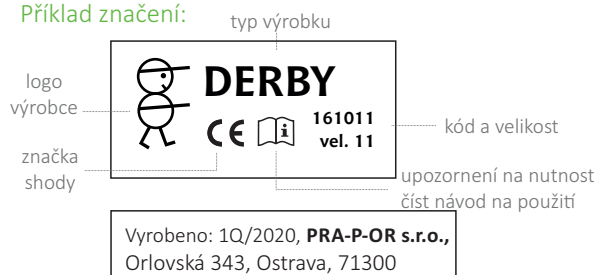 Příklad značení:
typ výrobku
logo
výrobce
DERBY
CE
161011
vel. 11
kód a velikost
značka
shody
upozornení na nutnost
číst návod na použití
Vyrobeno: 1Q/2020, PRA-P-OR s.r.o.,
Orlovská 343, Ostrava, 71300